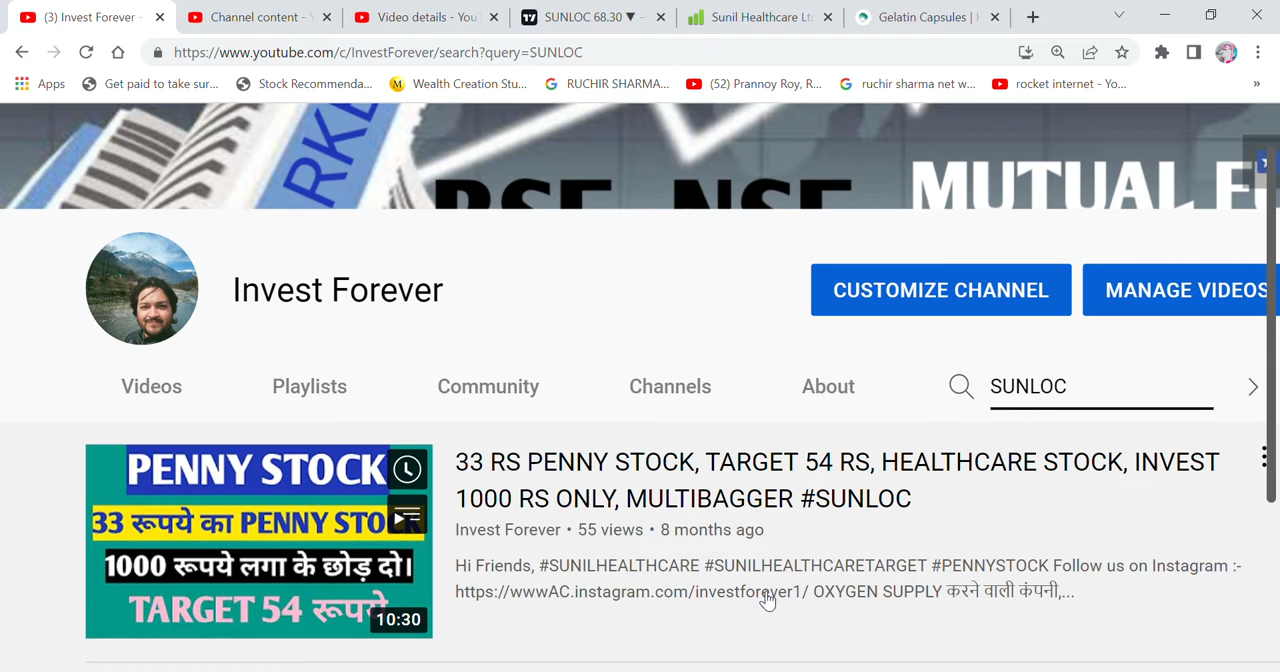 (3) Invest Forever -
Channel content - Y
Video details - YouT
SUNLOC 68.30 ▼ –
Sunil Healthcare Ltd
Gelatin Capsules | H
https://www.youtube.com/c/InvestForever/search?query=SUNLOC
Apps
Get paid to take sur...
Stock Recommenda...
Wealth Creation Stu...
RUCHIR SHARMA...
(52) Prannoy Roy, R...
ruchir sharma net w...
rocket internet - Yo...
»
BSE NSE
MUTUAL
Invest Forever
CUSTOMIZE CHANNEL
MANAGE VIDEOS
Videos
Playlists
Community
Channels
About
SUNLOC
PENNY STOCK
33 रूपये का PENNY STOCK
1000 रूपये लगा के छोड़ दो।
TARGET 54 रूपये
10:30
33 RS PENNY STOCK, TARGET 54 RS, HEALTHCARE STOCK, INVEST
1000 RS ONLY, MULTIBAGGER #SUNLOC
Invest Forever • 55 views • 8 months ago
Hi Friends, #SUNILHEALTHCARE #SUNILHEALTHCARETARGET #PENNYSTOCK Follow us on Instagram :-
https://wwwAC.instagram.com/investforever1/ OXYGEN SUPPLY करने वाली कंपनी,...